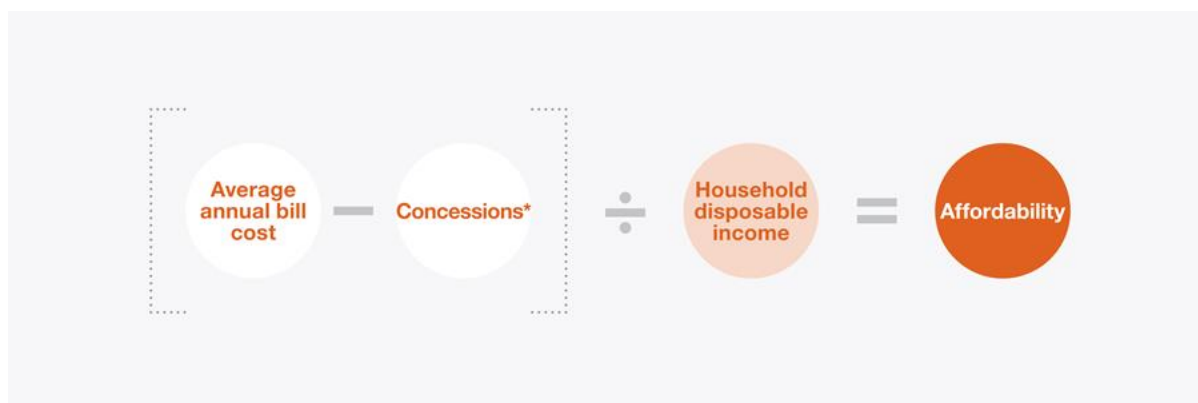 Average
annual bill
cost
Concessions*
Household
disposable
income
Affordability